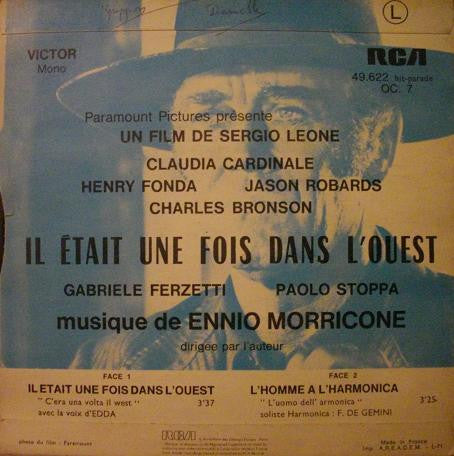 L
VICTOR
Mono
RCA
49.622 hit-parade
OC. 7
Paramount Pictures présente
UN FILM DE SERGIO LEONE
CLAUDIA CARDINALE
HENRY FONDA JASON ROBARDS
CHARLES BRONSON
IL ÉTAIT UNE FOIS DANS L'OUEST
GABRIELE FERZETTI PAOLO STOPPA
musique de ENNIO MORRICONE
dirigée par l'auteur
FACE 1
IL ETAIT UNE FOIS DANS L'OUEST
"C'era una volta il west" 3'37
avec la voix d'EDDA
FACE 2
L'HOMME A L'HARMONICA
"L'uomo dell' armonica" 3'25
soliste Harmonica : F. DE GEMINI
photo du film : Paramount
RCA
Made in France
Imp. A.R.E.A.C.E.M. - L-71